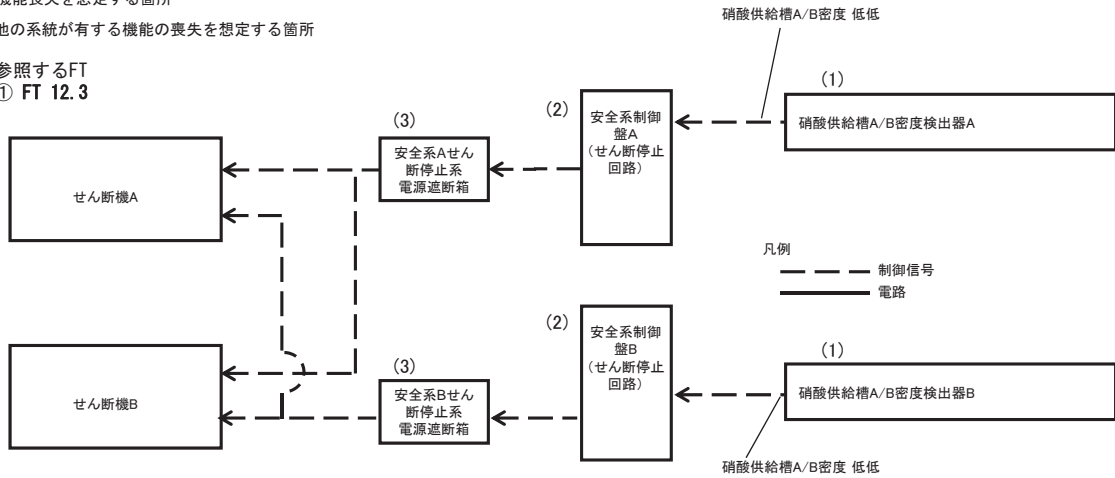 機能喪失を想定する箇所
他の系統が有する機能の喪失を想定する箇所
参照するFT
① FT 12.3
硝酸供給槽A/B密度 低低
(1)
硝酸供給槽A/B密度検出器A
(2)
安全系制御
盤A
(せん断停止
回路)
(3)
安全系Aせん
断停止系
電源遮断箱
せん断機A
凡例
制御信号
電路
(1)
硝酸供給槽A/B密度検出器B
(2)
安全系制御
盤B
(せん断停止
回路)
(3)
安全系Bせん
断停止系
電源遮断箱
せん断機B
硝酸供給槽A/B密度 低低